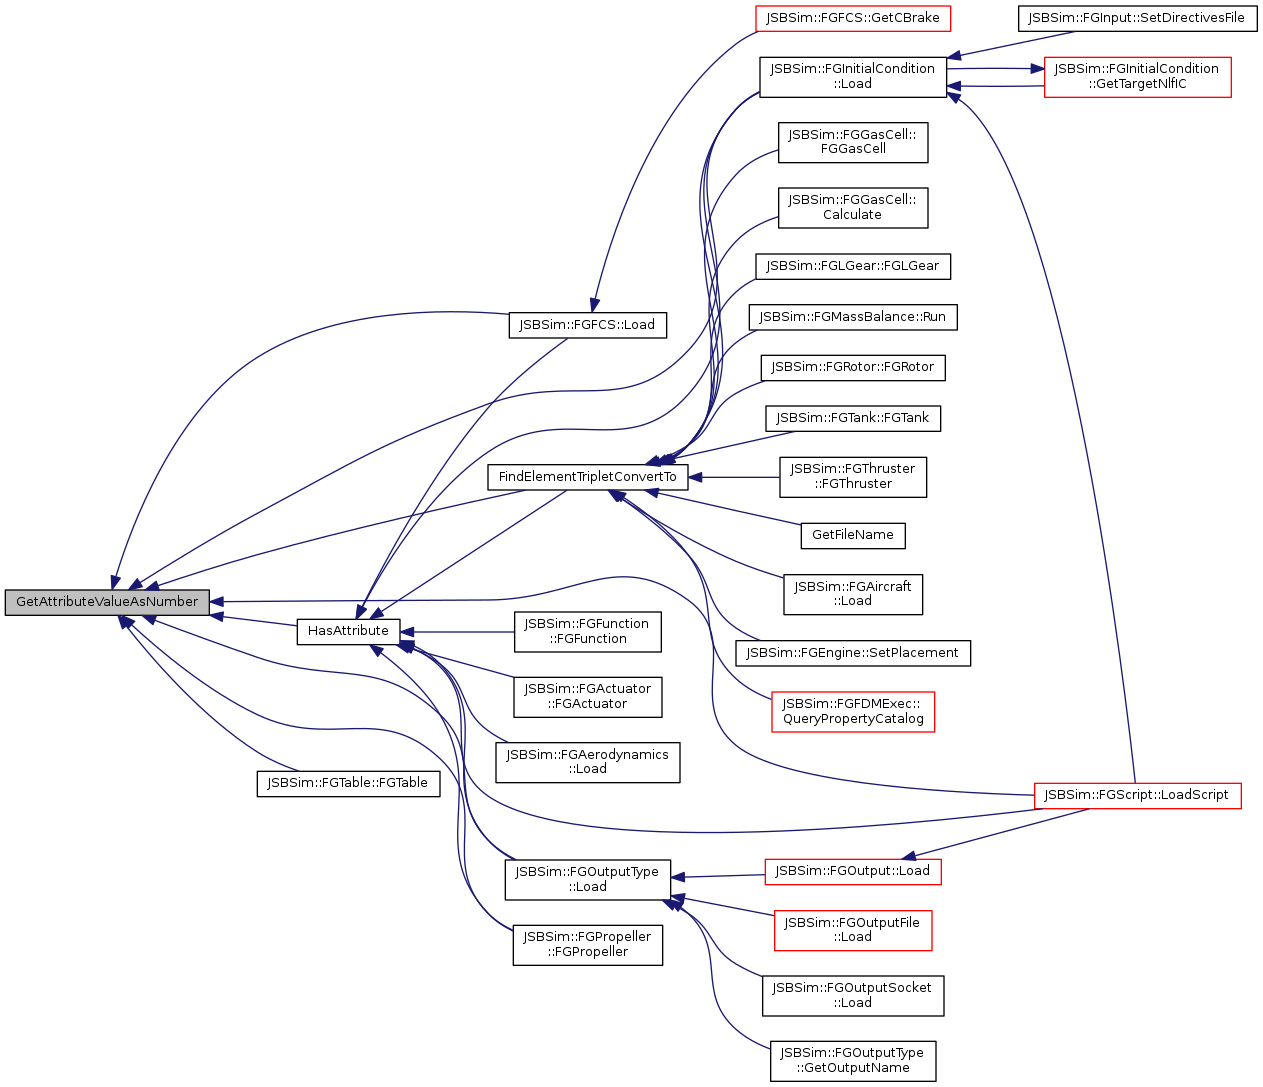 JSBSim::FGFCS::GetCBrake
JSBSim::FGInput::SetDirectivesFile
JSBSim::FGInitialCondition
::Load
JSBSim::FGInitialCondition
::GetTargetNlfIC
JSBSim::FGGasCell::
FGGasCell
JSBSim::FGGasCell::
Calculate
JSBSim::FGLGear::FGLGear
JSBSim::FGFCS::Load
JSBSim::FGMassBalance::Run
JSBSim::FGRotor::FGRotor
JSBSim::FGTank::FGTank
FindElementTripletConvertTo
JSBSim::FGThruster
::FGThruster
GetFileName
JSBSim::FGAircraft
::Load
GetAttributeValueAsNumber
HasAttribute
JSBSim::FGFunction
::FGFunction
JSBSim::FGEngine::SetPlacement
JSBSim::FGActuator
::FGActuator
JSBSim::FGFDMExec::
QueryPropertyCatalog
JSBSim::FGAerodynamics
::Load
JSBSim::FGTable::FGTable
JSBSim::FGScript::LoadScript
JSBSim::FGOutputType
::Load
JSBSim::FGOutput::Load
JSBSim::FGOutputFile
::Load
JSBSim::FGPropeller
::FGPropeller
JSBSim::FGOutputSocket
::Load
JSBSim::FGOutputType
::GetOutputName